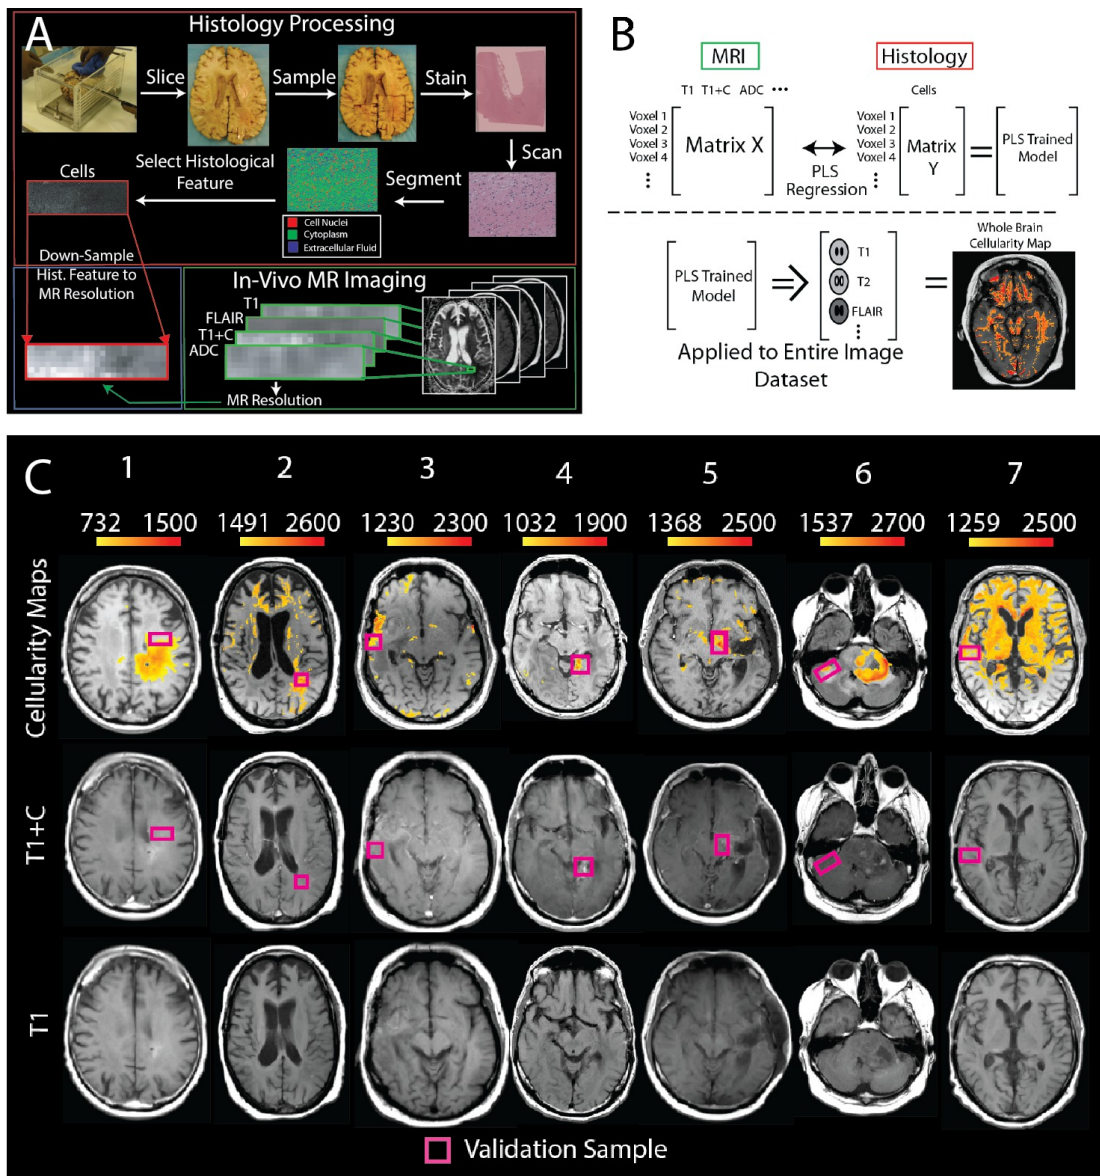 A
Histology Processing
Slice
Sample
Stain
Scan
Segment
Select Histological
Feature
Cells
Cell Nuclei
Cytoplasm
Extracellular Fluid
Down-Sample
Hist. Feature to
MR Resolution
In-Vivo MR Imaging
T1
FLAIR
T1+C
ADC
MR Resolution
B
MRI
Histology
T1 T1+C ADC •••
Cells
Voxel 1
Voxel 2
Voxel 3
Voxel 4
Matrix X
PLS
Regression
Voxel 1
Voxel 2
Voxel 3
Voxel 4
Matrix
Y
=
PLS Trained
Model
PLS Trained
Model
T1
T2
FLAIR
=
Whole Brain
Cellularity Map
Applied to Entire Image
Dataset
C
1 2 3 4 5 6 7
732 1500 1491 2600 1230 2300 1032 1900 1368 2500 1537 2700 1259 2500
Cellularity Maps
T1+C
T1
Validation Sample